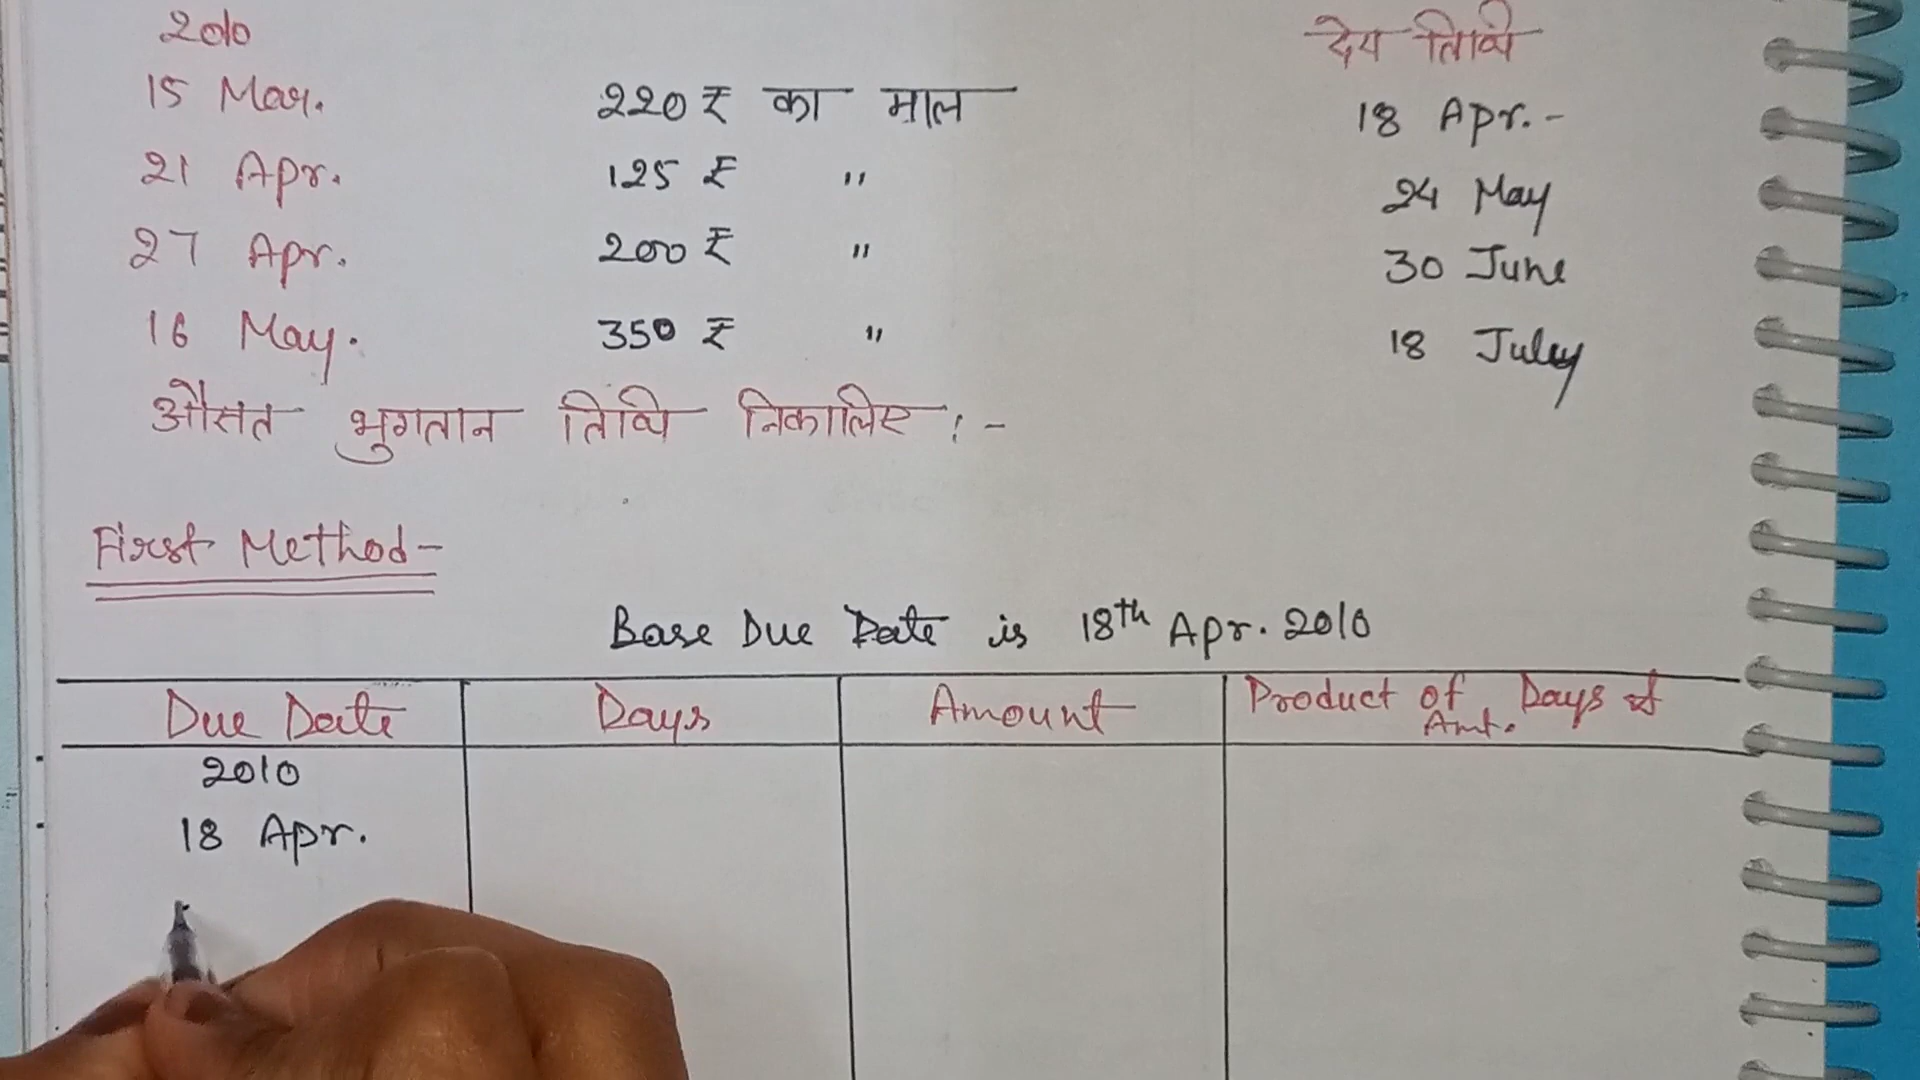 2010 देय तिथि
15 Mar. 220 ₹ का माल 18 Apr. -
21 Apr. 125 ₹ " 24 May
27 Apr. 200 ₹ " 30 June
16 May. 350 ₹ " 18 Juley
औसत भुगतान तिथि निकालिए :-
First Method -
Base Due Date is 18th Apr. 2010
Due Date Days Amount Product of Days & Amt.
2010
18 Apr.